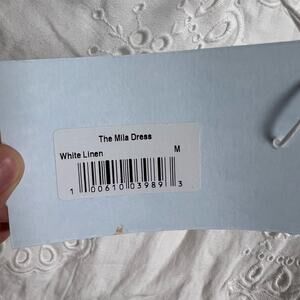 The Mila Dress
White Linen M
1 00610 03989 3